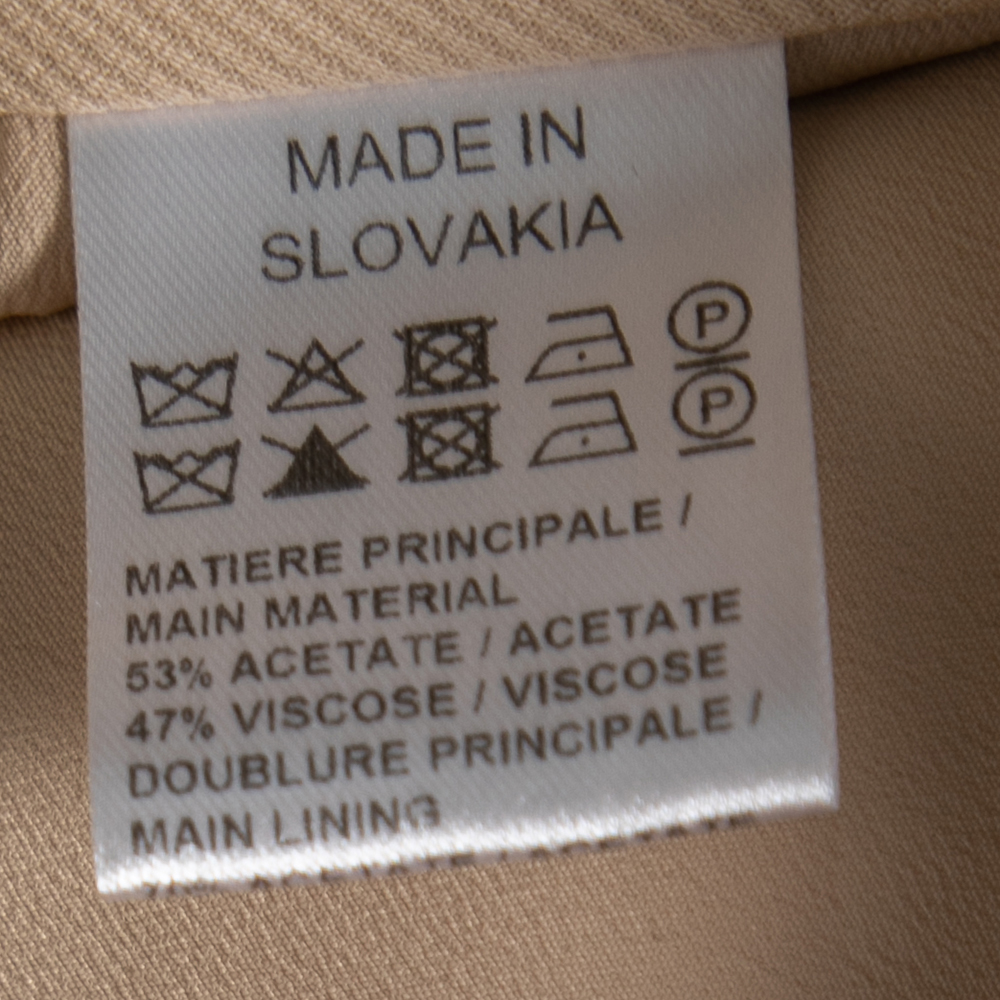 MADE IN
SLOVAKIA
P
P
MATIERE PRINCIPALE /
MAIN MATERIAL
53% ACETATE / ACETATE
47% VISCOSE / VISCOSE
DOUBLURE PRINCIPALE /
MAIN LINING